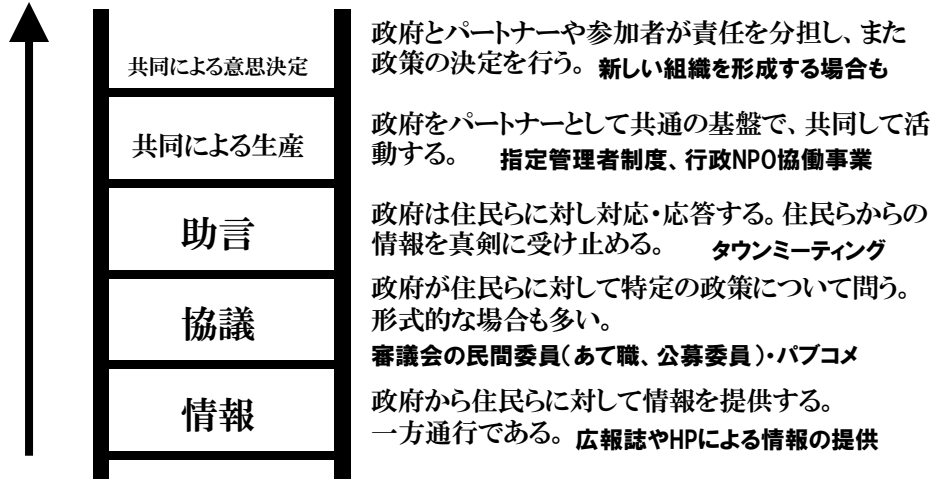 共同による意思決定
政府とパートナーや参加者が責任を分担し、また
政策の決定を行う。 新しい組織を形成する場合も
共同による生産
政府をパートナーとして共通の基盤で、共同して活
動する。 指定管理者制度、行政NPO協働事業
助言
政府は住民らに対し対応・応答する。住民らからの
情報を真剣に受け止める。 タウンミーティング
協議
政府が住民らに対して特定の政策について問う。
形式的な場合も多い。
審議会の民間委員(あて職、公募委員)・パブコメ
情報
政府から住民らに対して情報を提供する。
一方通行である。 広報誌やHPによる情報の提供